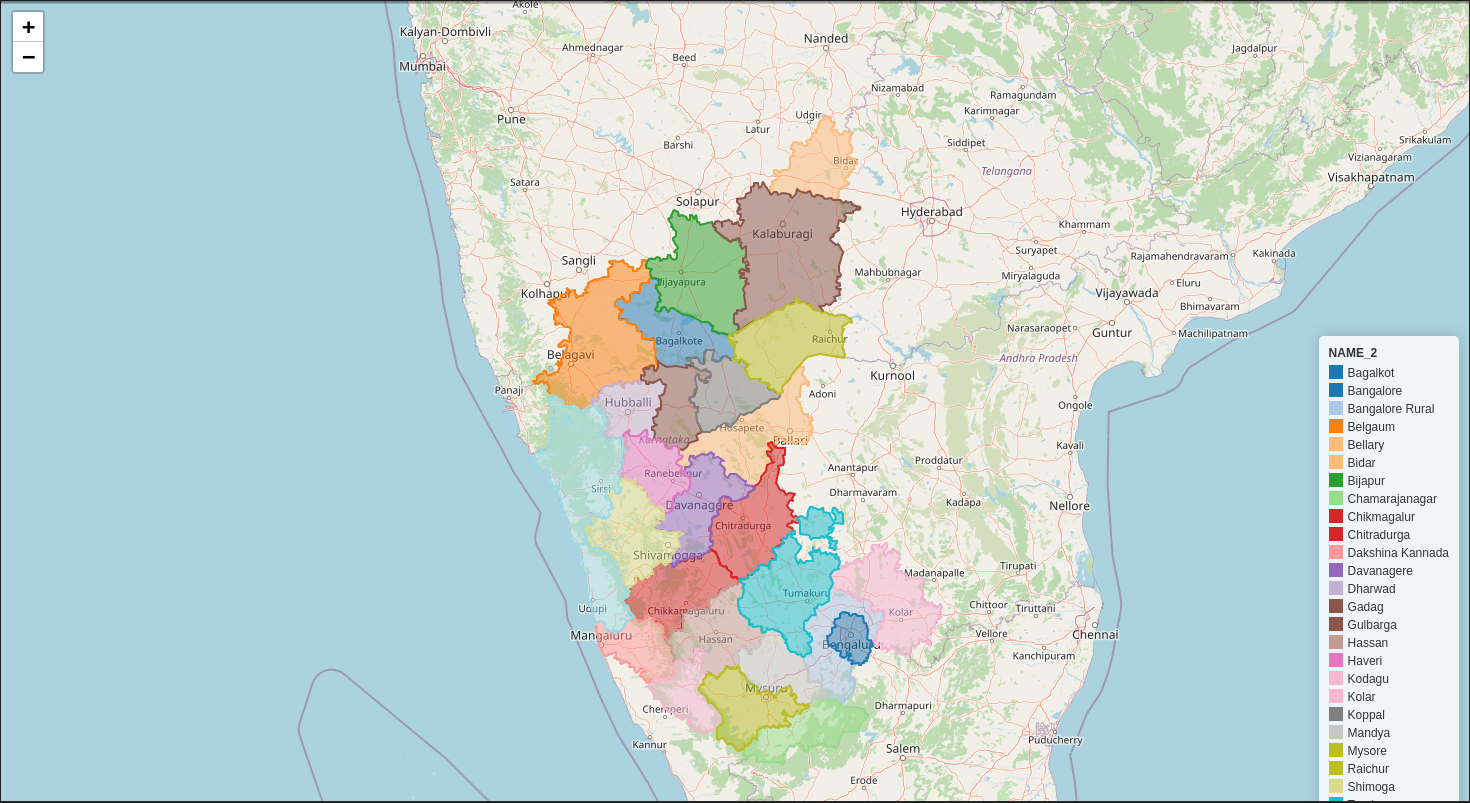 +
−
Akole
Kalyan-Dombivli
Mumbai
Ahmednagar
Beed
Nanded
Jagdalpur
Nizamabad
Ramagundam
Karimnagar
Pune
Udgir
Latur
Barshi
Siddipet
Srikakulam
Vizianagaram
Visakhapatnam
Bidar
Telangana
Satara
Solapur
Hyderabad
Kalaburagi
Khammam
Suryapet
Rajamahendravaram
Kakinada
Sangli
Mahbubnagar
Miryalaguda
Eluru
Vijayapura
Kolhapur
Vijayawada
Bhimavaram
Narasaraopet
Guntur
Machilipatnam
Bagalkote
Raichur
Belagavi
Andhra Pradesh
Kurnool
Panaji
Adoni
Hubballi
Ongole
Hosapete
Karnataka
Ballari
Kavali
Ranebennur
Anantapur
Proddatur
Sirsi
Dharmavaram
Kadapa
Nellore
Davanagere
Chitradurga
Shivamogga
Tirupati
Madanapalle
Tumakuru
Udupi
Chikkamagaluru
Kolar
Chittoor
Tiruttani
Mangaluru
Hassan
Bengaluru
Vellore
Chennai
Kanchipuram
Mysuru
Chemperi
Dharmapuri
Kannur
Salem
Puducherry
Erode
NAME_2
Bagalkot
Bangalore
Bangalore Rural
Belgaum
Bellary
Bidar
Bijapur
Chamarajanagar
Chikmagalur
Chitradurga
Dakshina Kannada
Davanagere
Dharwad
Gadag
Gulbarga
Hassan
Haveri
Kodagu
Kolar
Koppal
Mandya
Mysore
Raichur
Shimoga